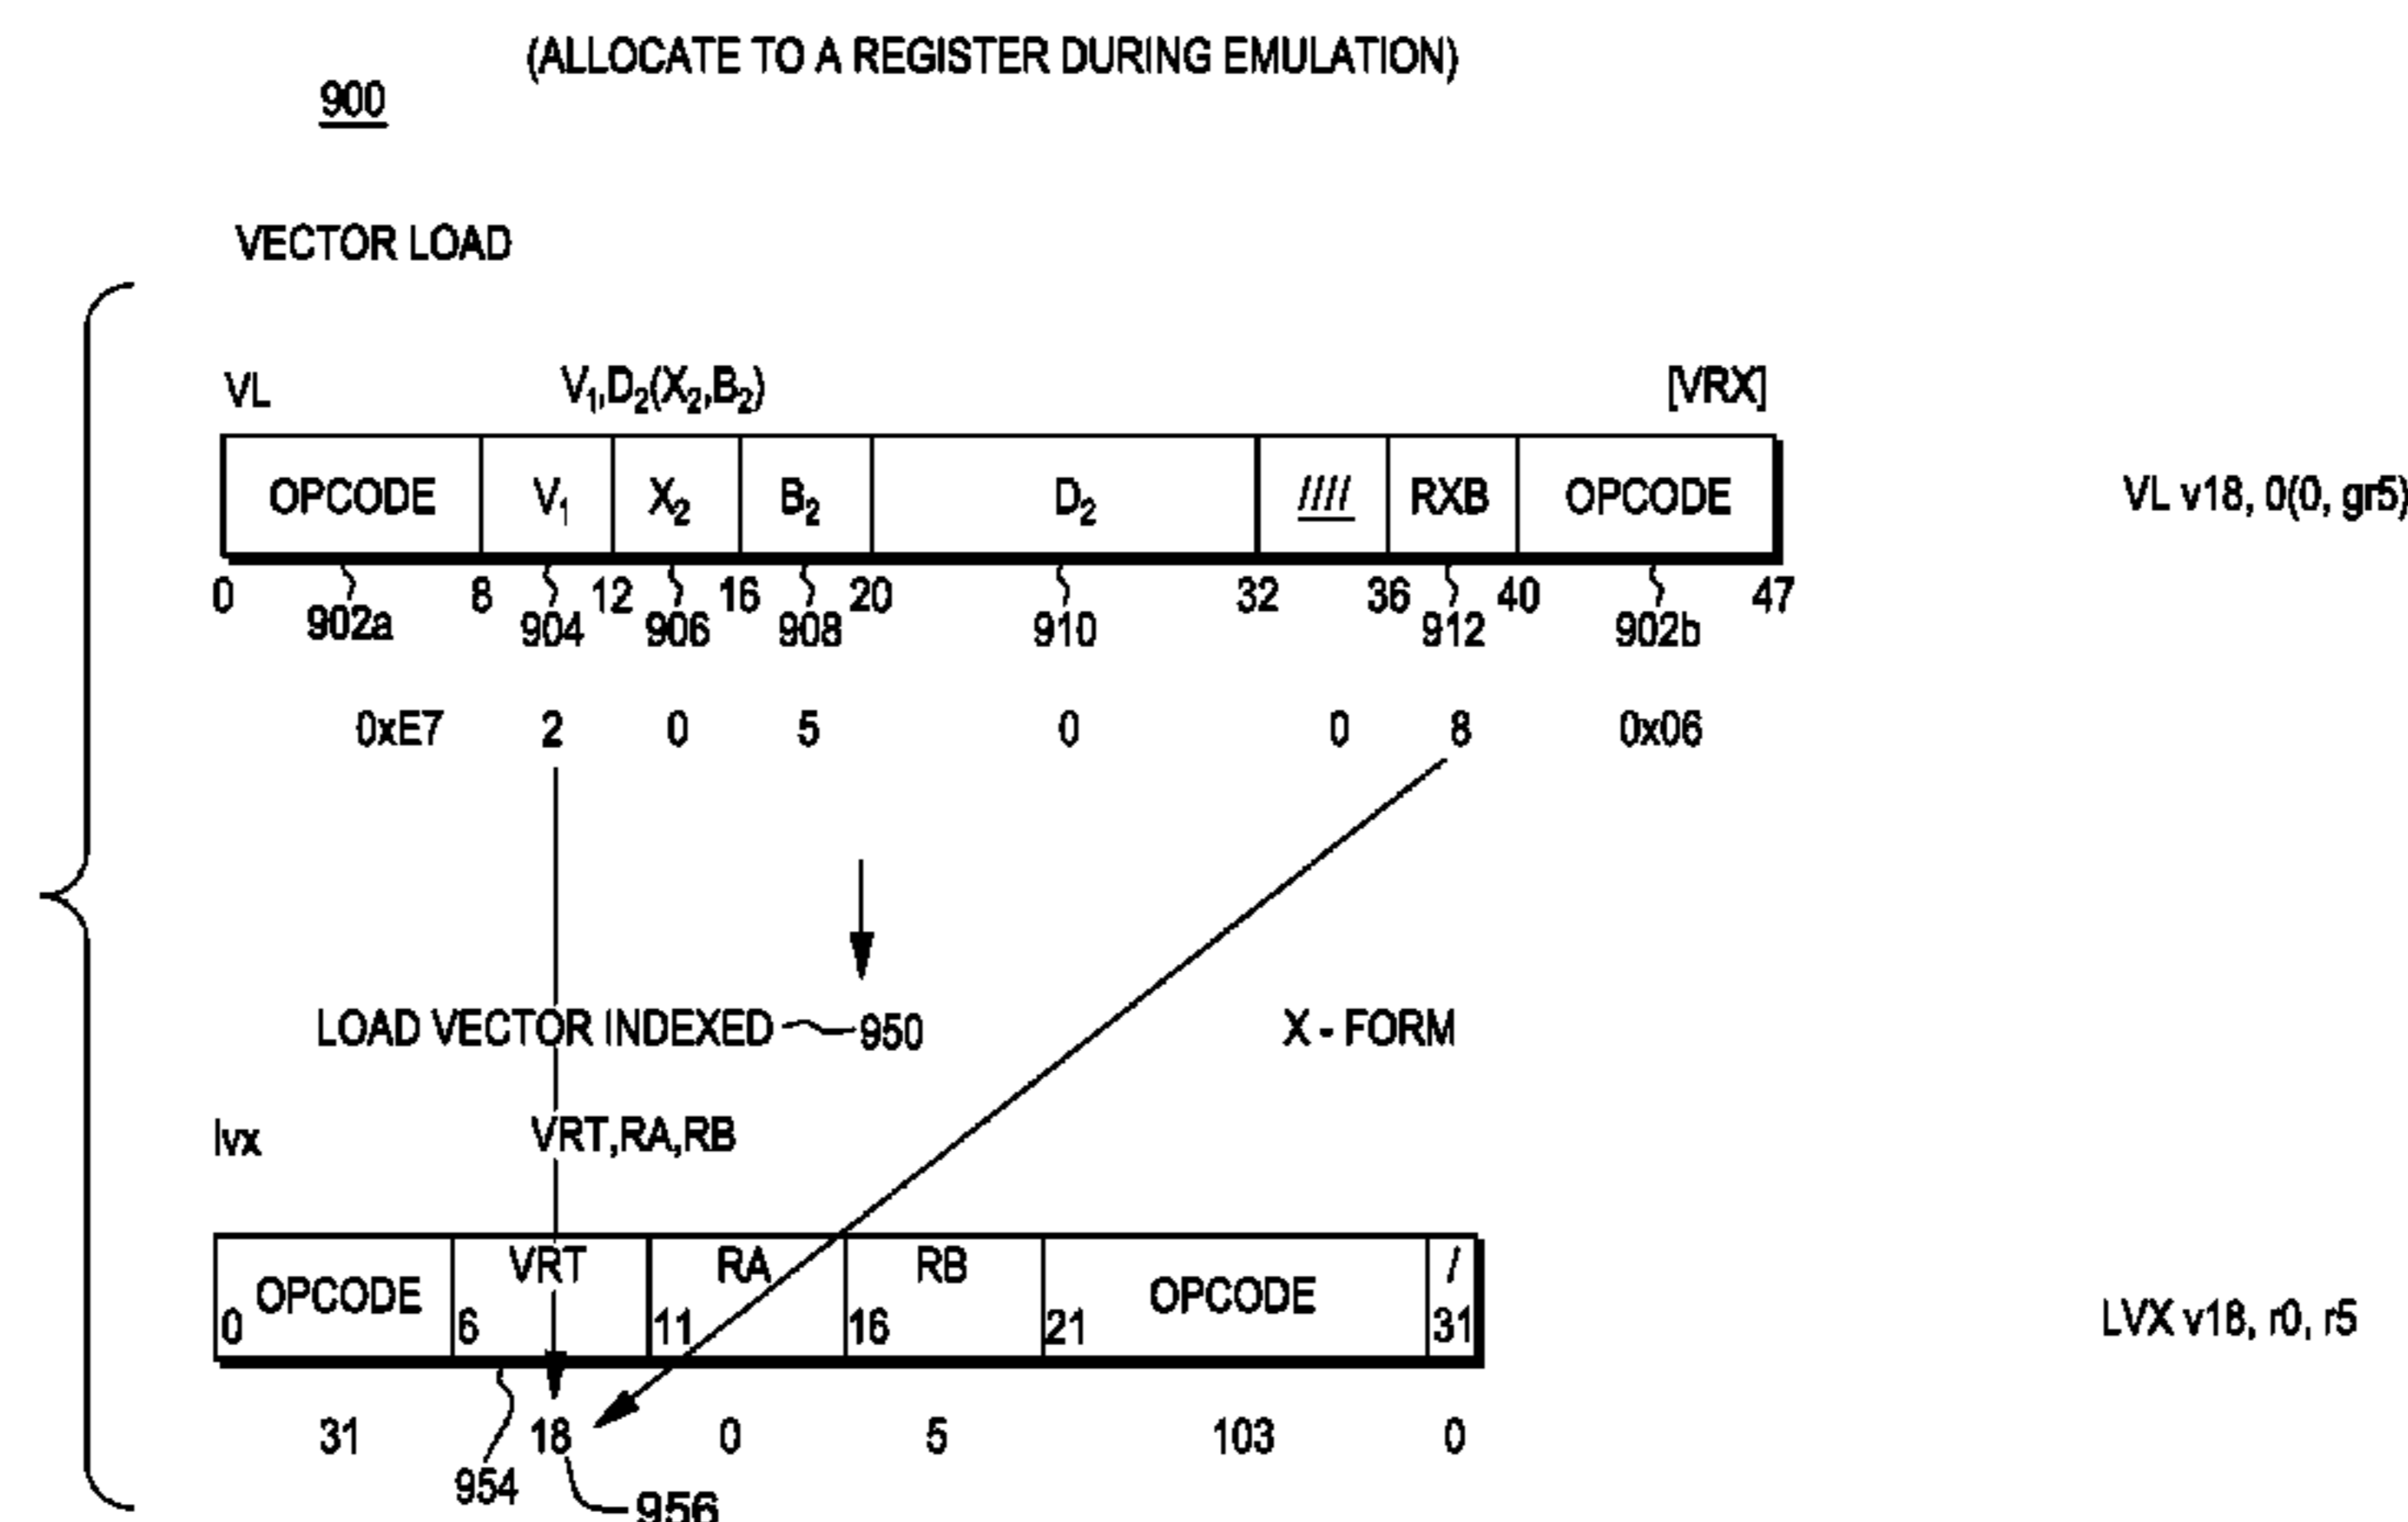 (ALLOCATE TO A REGISTER DURING EMULATION)
900
VECTOR LOAD
VL V₁,D₂(X₂,B₂) [VRX]
OPCODE V₁ X₂ B₂ D₂ //// RXB OPCODE VL v18, 0(0, gr5)
0 8 12 16 20 32 36 40 47
902a 904 906 908 910 912 902b
0xE7 2 0 5 0 0 8 0x06
LOAD VECTOR INDEXED 950 X - FORM
lvx VRT,RA,RB
VRT RA RB /
0 OPCODE 6 11 16 21 OPCODE 31 LVX v18, r0, r5
31 18 0 5 103 0
954 956